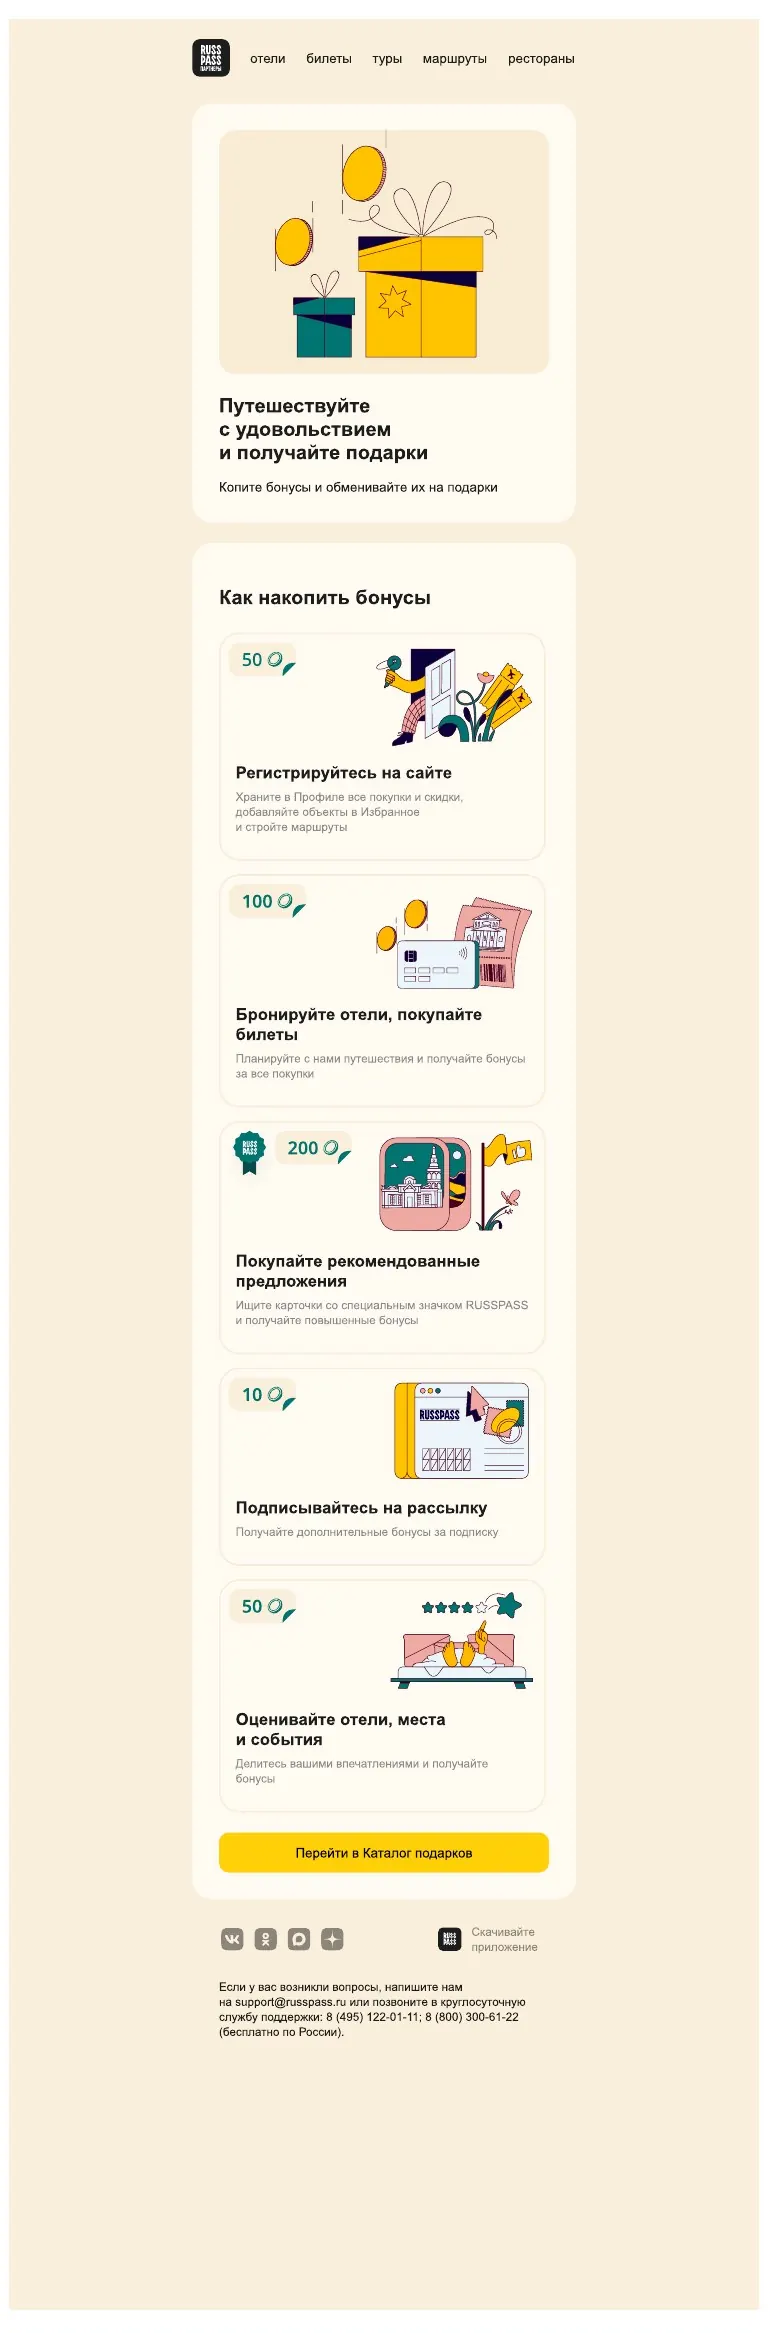 RUSS
PASS
ПАРТНЕРЫ
отели билеты туры маршруты рестораны
Путешествуйте
с удовольствием
и получайте подарки
Копите бонусы и обменивайте их на подарки
Как накопить бонусы
50
Регистрируйтесь на сайте
Храните в Профиле все покупки и скидки,
добавляйте объекты в Избранное
и стройте маршруты
100
Бронируйте отели, покупайте
билеты
Планируйте с нами путешествия и получайте бонусы
за все покупки
RUSS
PASS
200
Покупайте рекомендованные
предложения
Ищите карточки со специальным значком RUSSPASS
и получайте повышенные бонусы
10
RUSSPASS
Подписывайтесь на рассылку
Получайте дополнительные бонусы за подписку
50
Оценивайте отели, места
и события
Делитесь вашими впечатлениями и получайте
бонусы
Перейти в Каталог подарков
RUSS
PASS
Скачивайте
приложение
Если у вас возникли вопросы, напишите нам
на support@russpass.ru или позвоните в круглосуточную
службу поддержки: 8 (495) 122-01-11; 8 (800) 300-61-22
(бесплатно по России).